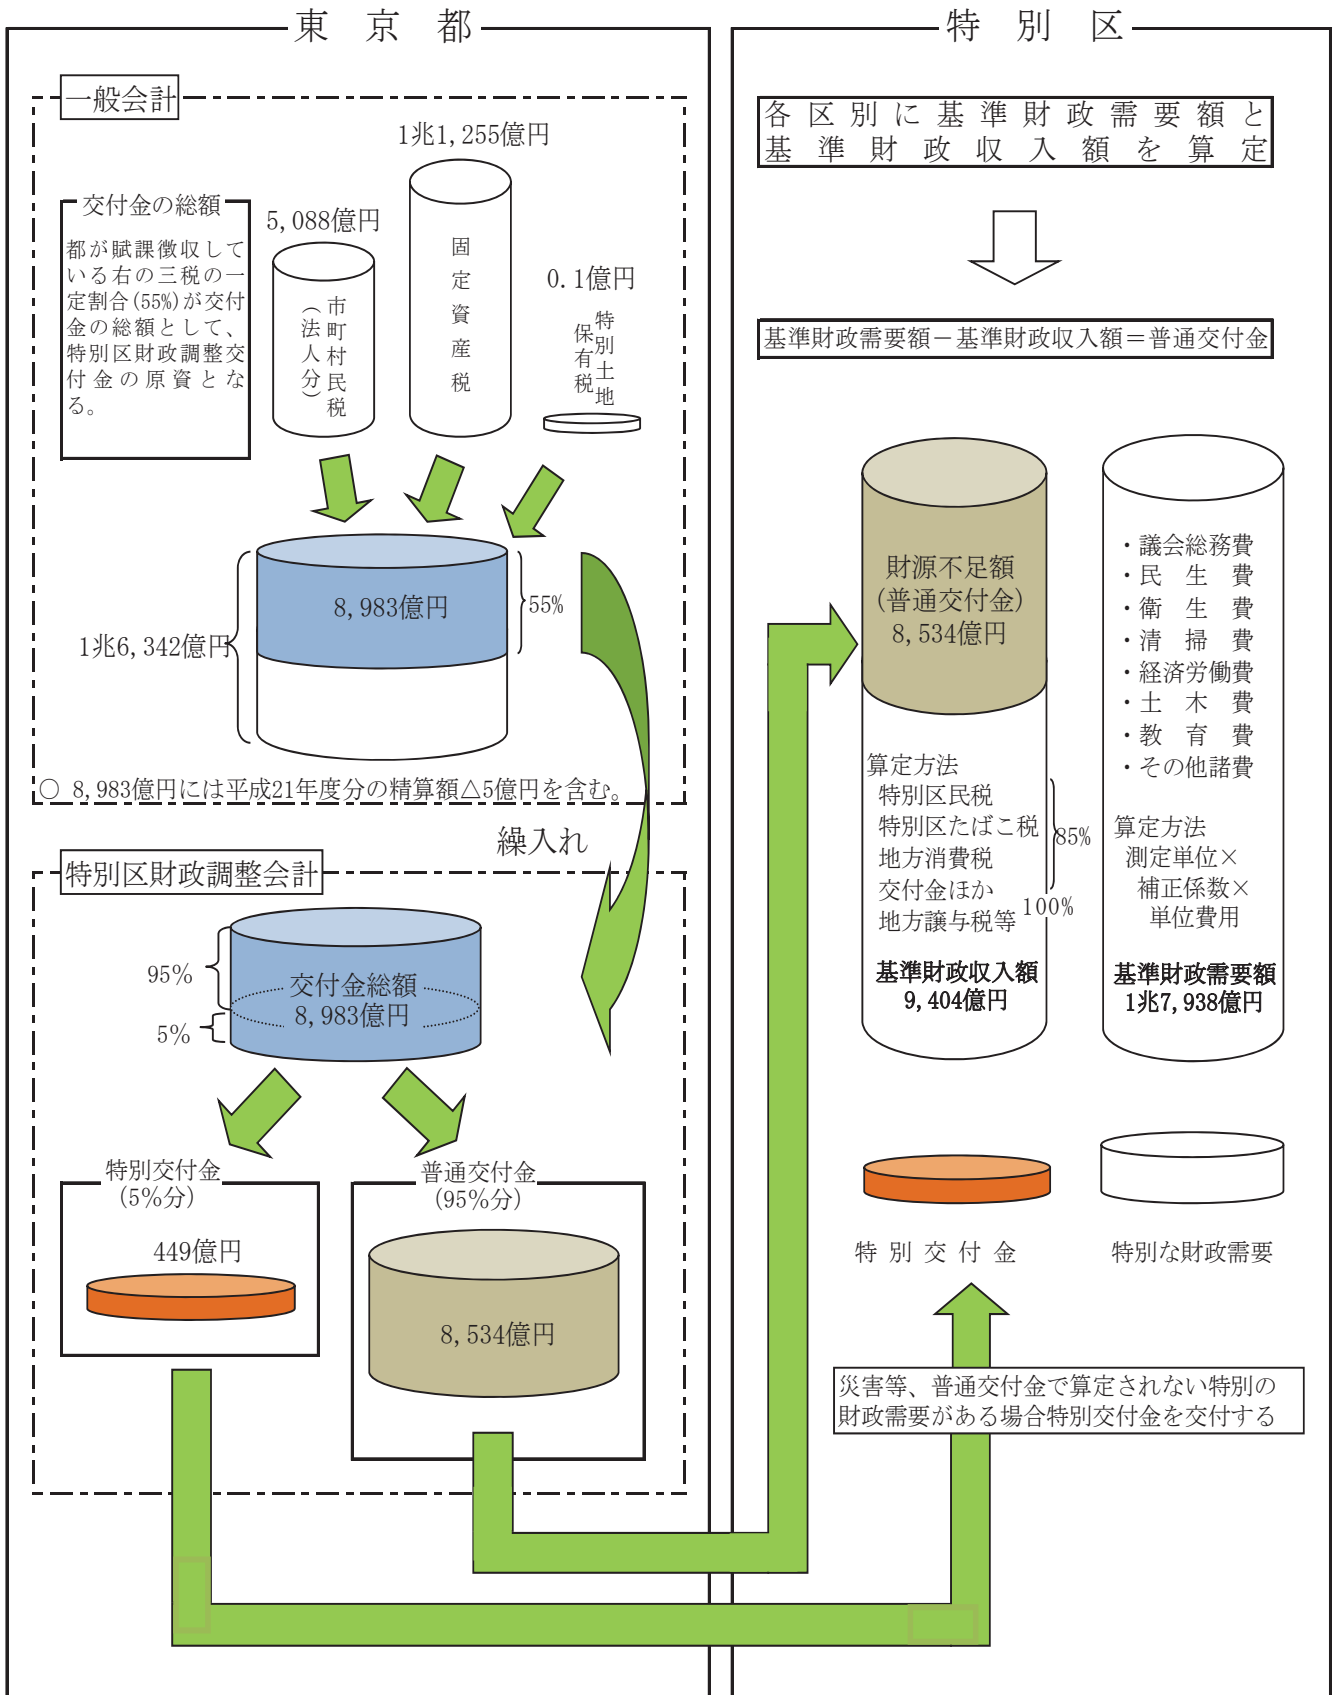 東京都
一般会計
1兆1,255億円
5,088億円
0.1億円
交付金の総額
都が賦課徴収して
いる右の三税の一
定割合(55%)が交付
金の総額として、
特別区財政調整交
付金の原資とな
る。
市町村民税
(法人分)
固定資産税
特別土地
保有税
8,983億円
55%
1兆6,342億円
○ 8,983億円には平成21年度分の精算額△5億円を含む。
繰入れ
特別区財政調整会計
95%
5%
交付金総額
8,983億円
特別交付金
(5%分)
449億円
普通交付金
(95%分)
8,534億円
特別区
各区別に基準財政需要額と
基準財政収入額を算定
基準財政需要額－基準財政収入額＝普通交付金
財源不足額
(普通交付金)
8,534億円
算定方法
特別区民税
特別区たばこ税
地方消費税
交付金ほか
地方譲与税等
85%
100%
基準財政収入額
9,404億円
・議会総務費
・民生費
・衛生費
・清掃費
・経済労働費
・土木費
・教育費
・その他諸費
算定方法
測定単位×
補正係数×
単位費用
基準財政需要額
1兆7,938億円
特別交付金
特別な財政需要
災害等、普通交付金で算定されない特別の
財政需要がある場合特別交付金を交付する